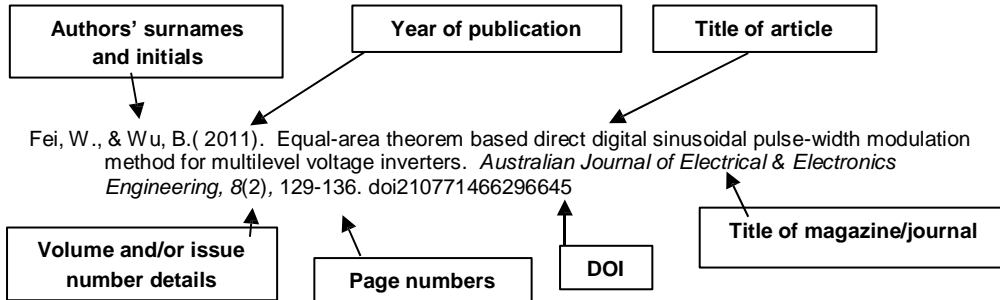 Authors' surnames
and initials
Year of publication
Title of article
Fei, W., & Wu, B.( 2011). Equal-area theorem based direct digital sinusoidal pulse-width modulation
method for multilevel voltage inverters. Australian Journal of Electrical & Electronics
Engineering, 8(2), 129-136. doi210771466296645
Volume and/or issue
number details
Page numbers
DOI
Title of magazine/journal